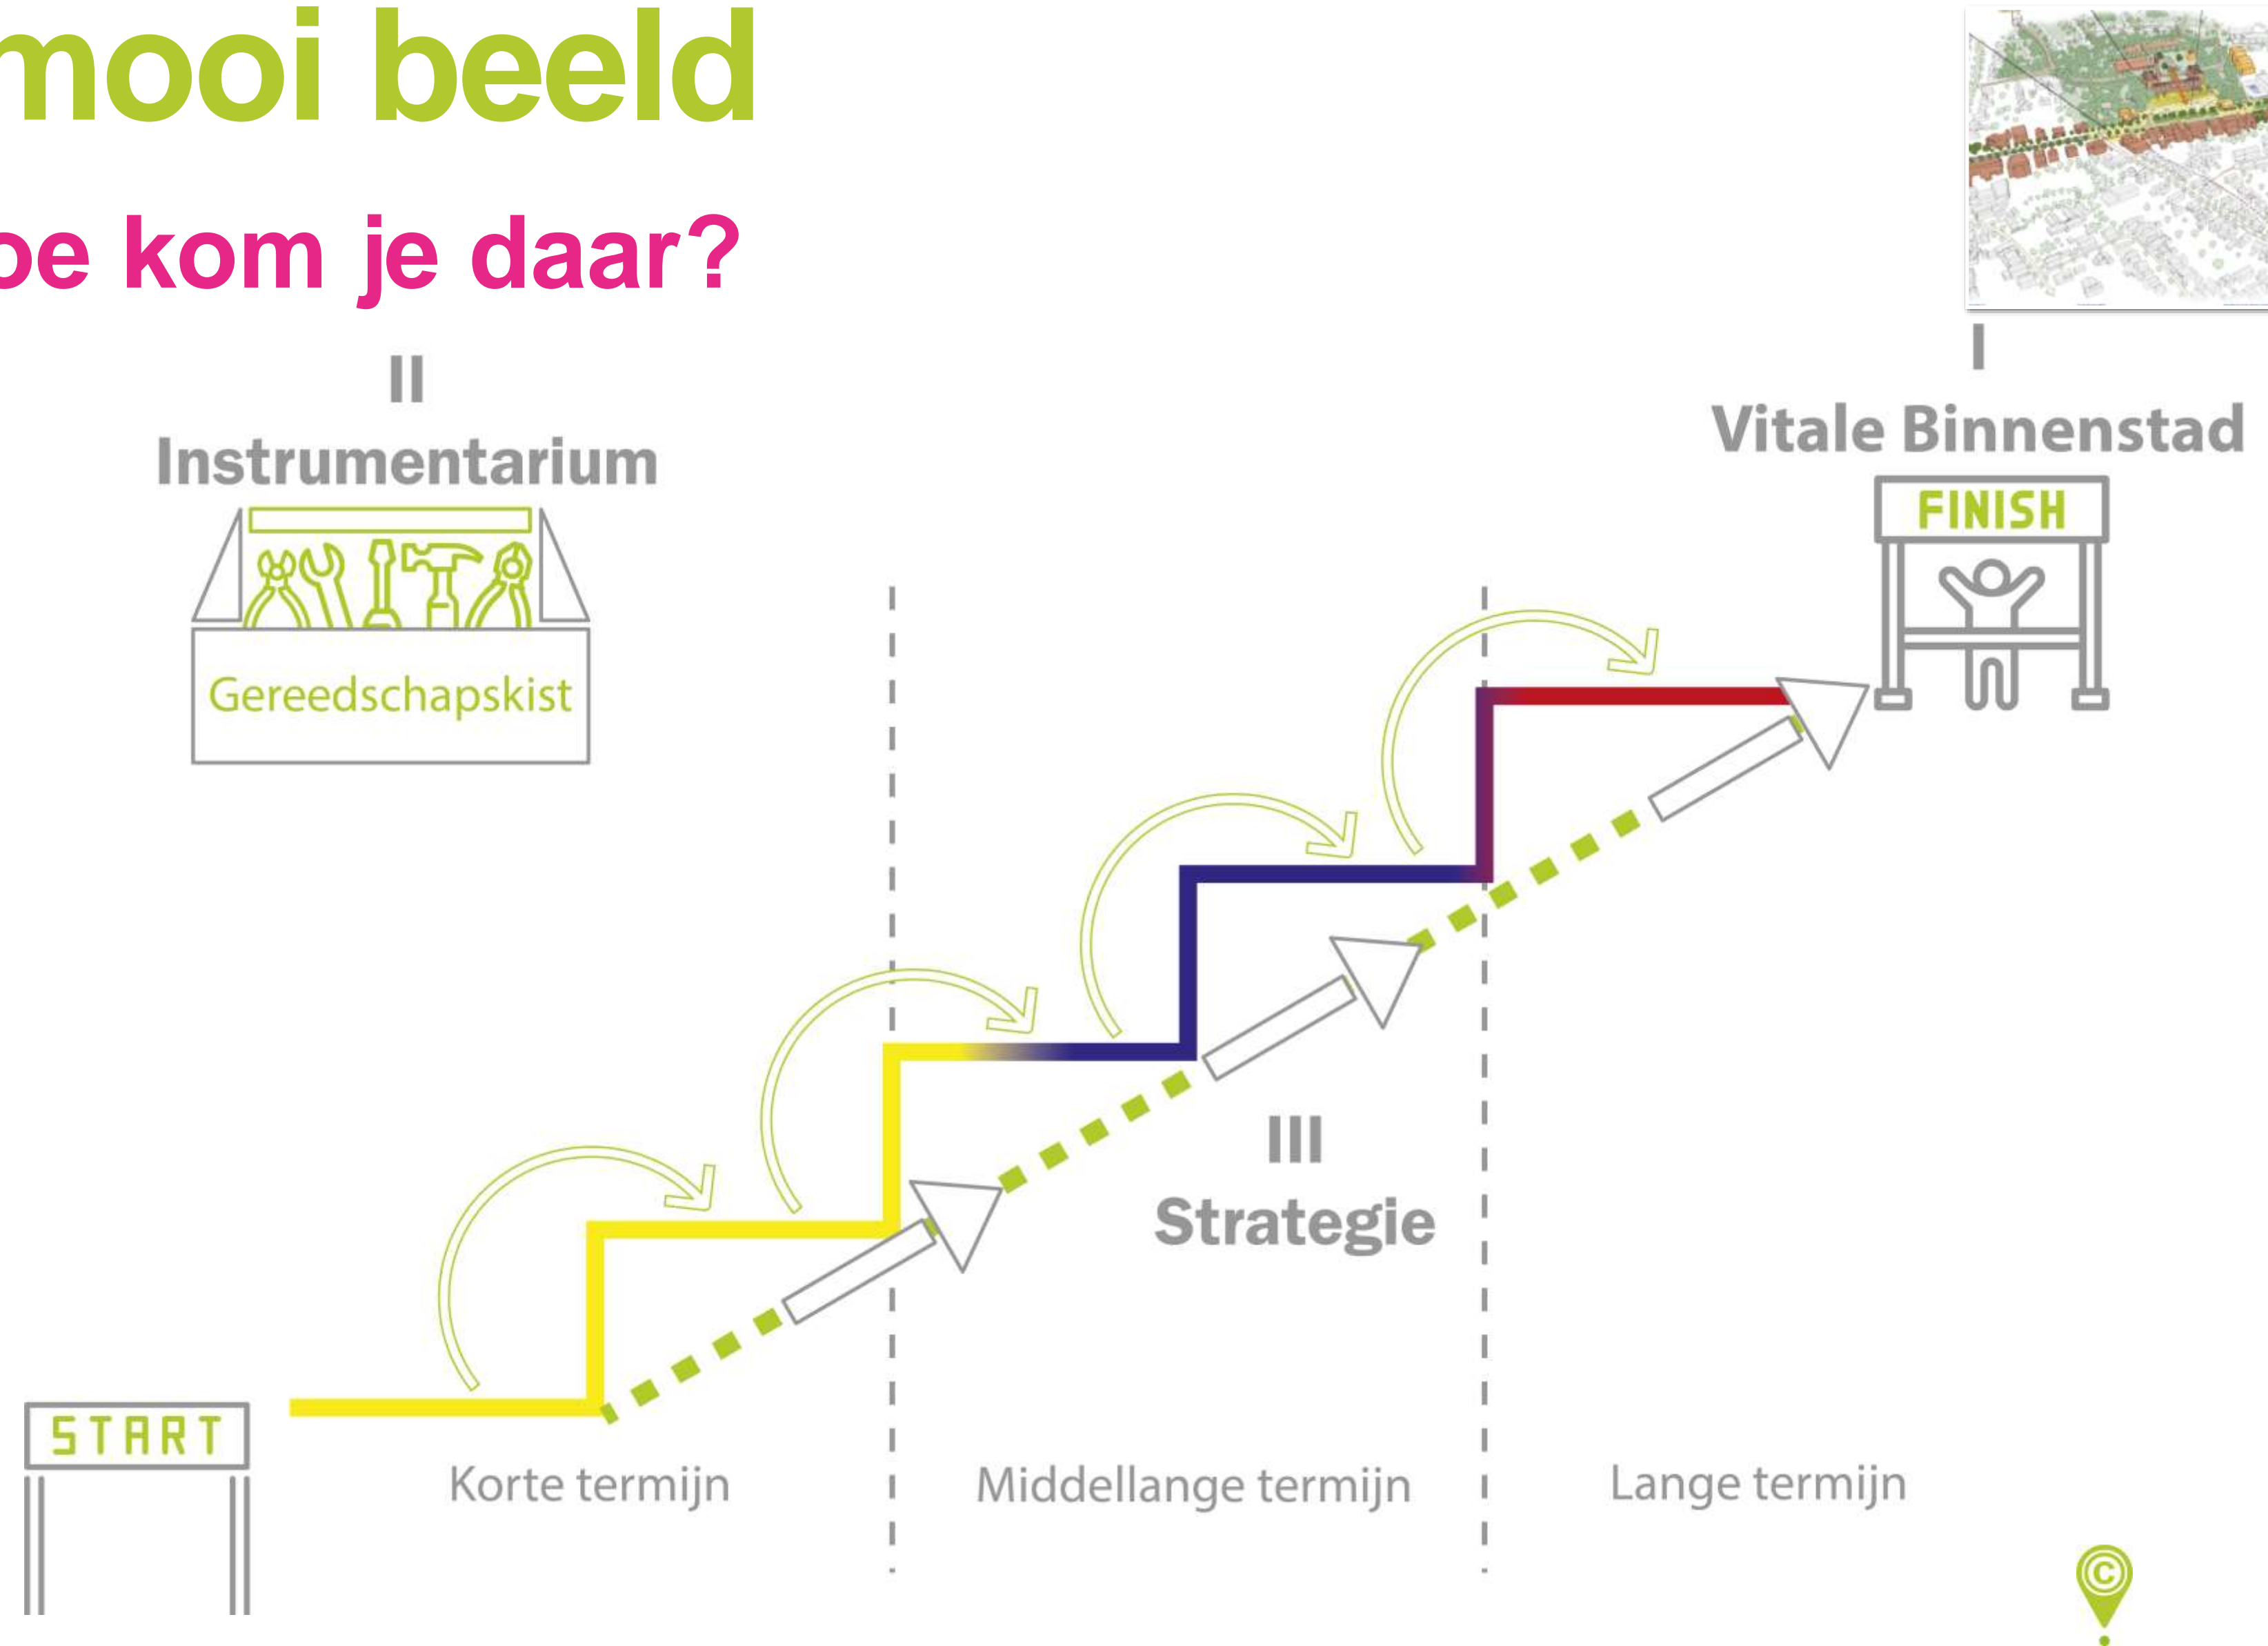 mooi beeld
oe kom je daar?
I
Vitale Binnenstad
FINISH
II
Instrumentarium
Gereedschapskist
III
Strategie
START
Korte termijn
Middellange termijn
Lange termijn
©